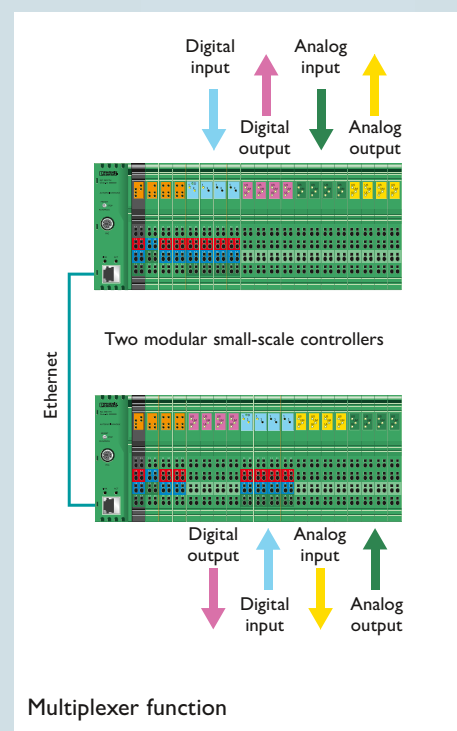 Digital
input
Analog
input
Digital
output
Analog
output
Two modular small-scale controllers
Ethernet
Digital
output
Analog
input
Digital
input
Analog
output
Multiplexer function